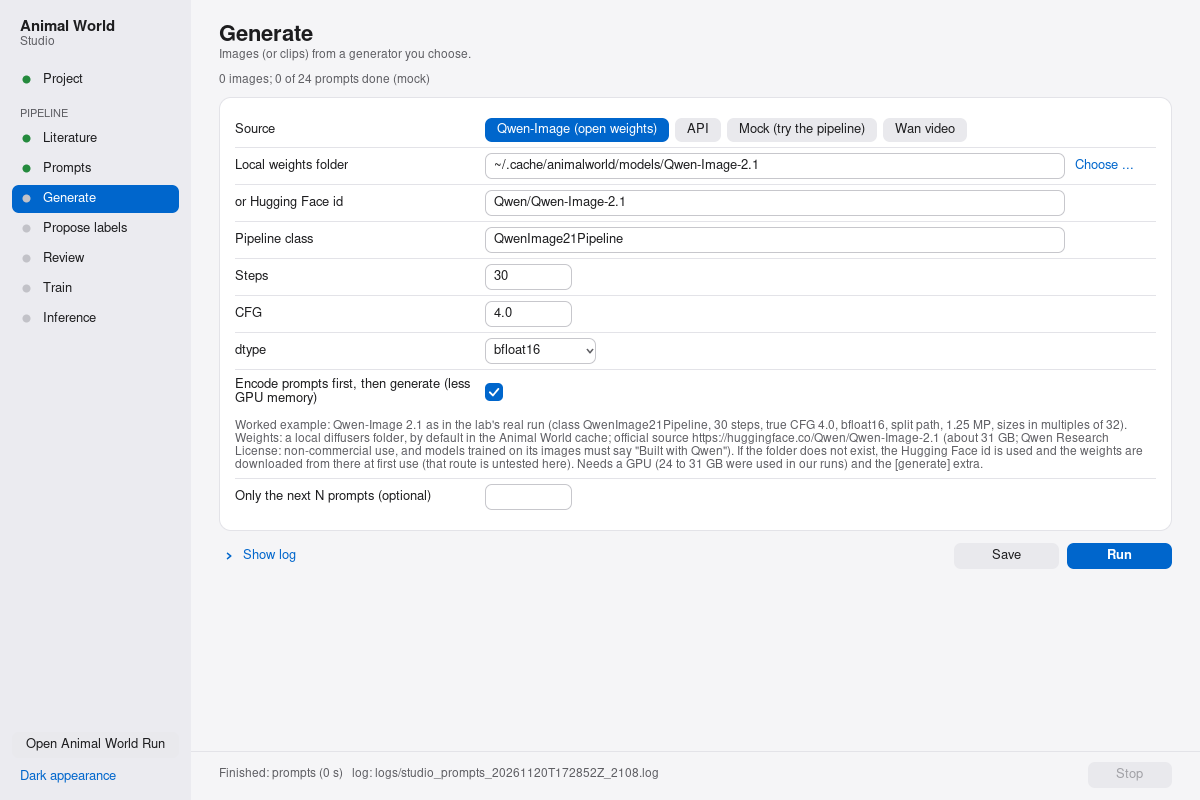 Animal World
Studio
Project
PIPELINE
Literature
Prompts
Generate
Propose labels
Review
Train
Inference
Open Animal World Run
Dark appearance
Generate
Images (or clips) from a generator you choose.
0 images; 0 of 24 prompts done (mock)
Source
Qwen-Image (open weights)
API
Mock (try the pipeline)
Wan video
Local weights folder
~/.cache/animalworld/models/Qwen-Image-2.1
Choose ...
or Hugging Face id
Qwen/Qwen-Image-2.1
Pipeline class
QwenImage21Pipeline
Steps
30
CFG
4.0
dtype
bfloat16
Encode prompts first, then generate (less
GPU memory)
Worked example: Qwen-Image 2.1 as in the lab's real run (class QwenImage21Pipeline, 30 steps, true CFG 4.0, bfloat16, split path, 1.25 MP, sizes in multiples of 32).
Weights: a local diffusers folder, by default in the Animal World cache; official source https://huggingface.co/Qwen/Qwen-Image-2.1 (about 31 GB; Qwen Research
License: non-commercial use, and models trained on its images must say "Built with Qwen"). If the folder does not exist, the Hugging Face id is used and the weights are
downloaded from there at first use (that route is untested here). Needs a GPU (24 to 31 GB were used in our runs) and the [generate] extra.
Only the next N prompts (optional)
Show log
Save
Run
Finished: prompts (0 s) log: logs/studio_prompts_20261120T172852Z_2108.log
Stop